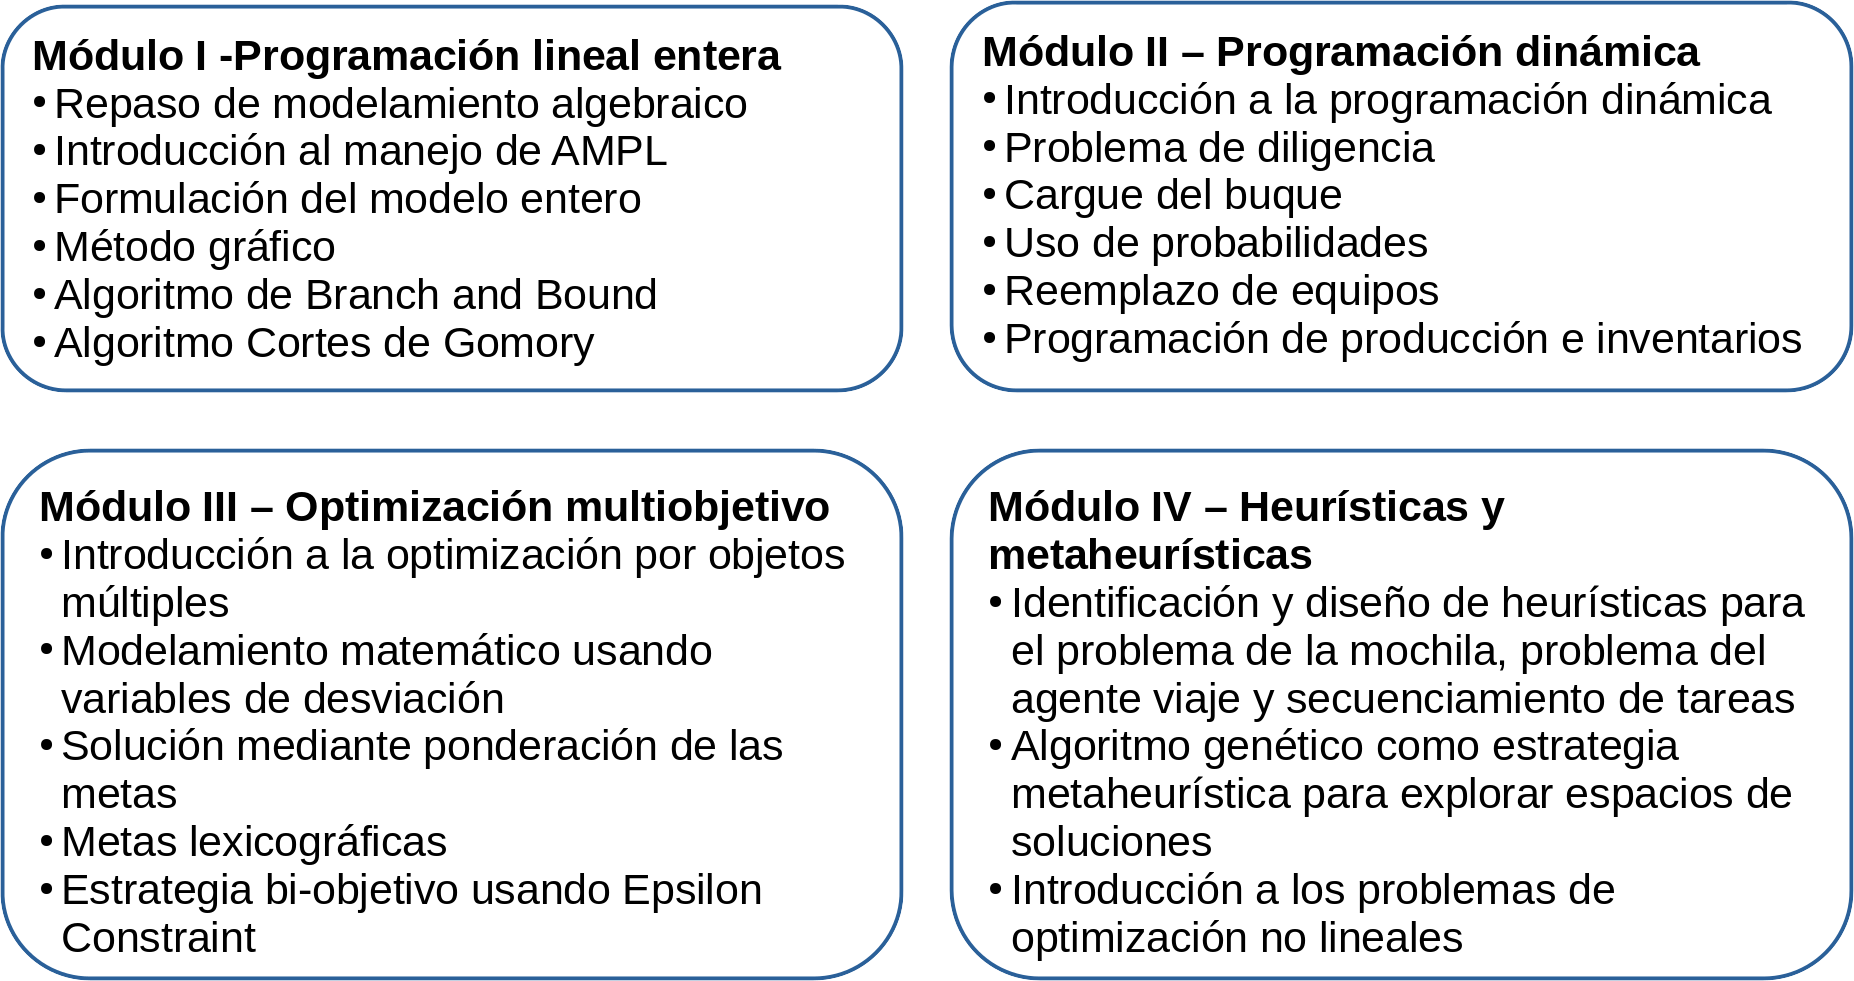 Módulo I -Programación lineal entera
• Repaso de modelamiento algebraico
• Introducción al manejo de AMPL
• Formulación del modelo entero
• Método gráfico
• Algoritmo de Branch and Bound
• Algoritmo Cortes de Gomory
Módulo II – Programación dinámica
• Introducción a la programación dinámica
• Problema de diligencia
• Cargue del buque
• Uso de probabilidades
• Reemplazo de equipos
• Programación de producción e inventarios
Módulo III – Optimización multiobjetivo
• Introducción a la optimización por objetos
múltiples
• Modelamiento matemático usando
variables de desviación
• Solución mediante ponderación de las
metas
• Metas lexicográficas
• Estrategia bi-objetivo usando Epsilon
Constraint
Módulo IV – Heurísticas y
metaheurísticas
• Identificación y diseño de heurísticas para
el problema de la mochila, problema del
agente viaje y secuenciamiento de tareas
• Algoritmo genético como estrategia
metaheurística para explorar espacios de
soluciones
• Introducción a los problemas de
optimización no lineales